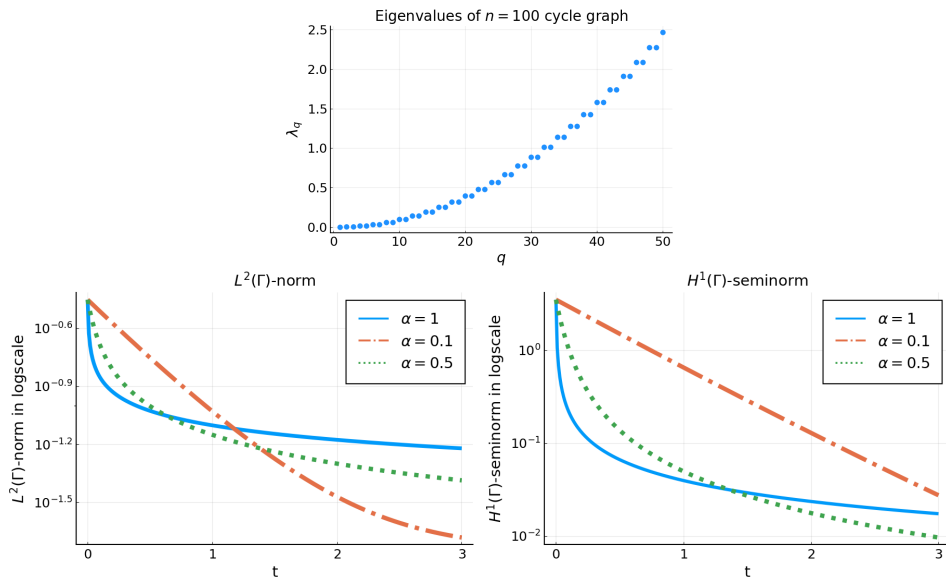 Eigenvalues of n = 100 cycle graph
λ_q
2.5
2.0
1.5
1.0
0.5
0.0
0 10 20 30 40 50
q
L²(Γ)-norm
L²(Γ)-norm in logscale
10^−0.6
10^−0.9
10^−1.2
10^−1.5
α = 1
α = 0.1
α = 0.5
0 1 2 3
t
H¹(Γ)-seminorm
H¹(Γ)-seminorm in logscale
10^0
10^−1
10^−2
α = 1
α = 0.1
α = 0.5
0 1 2 3
t